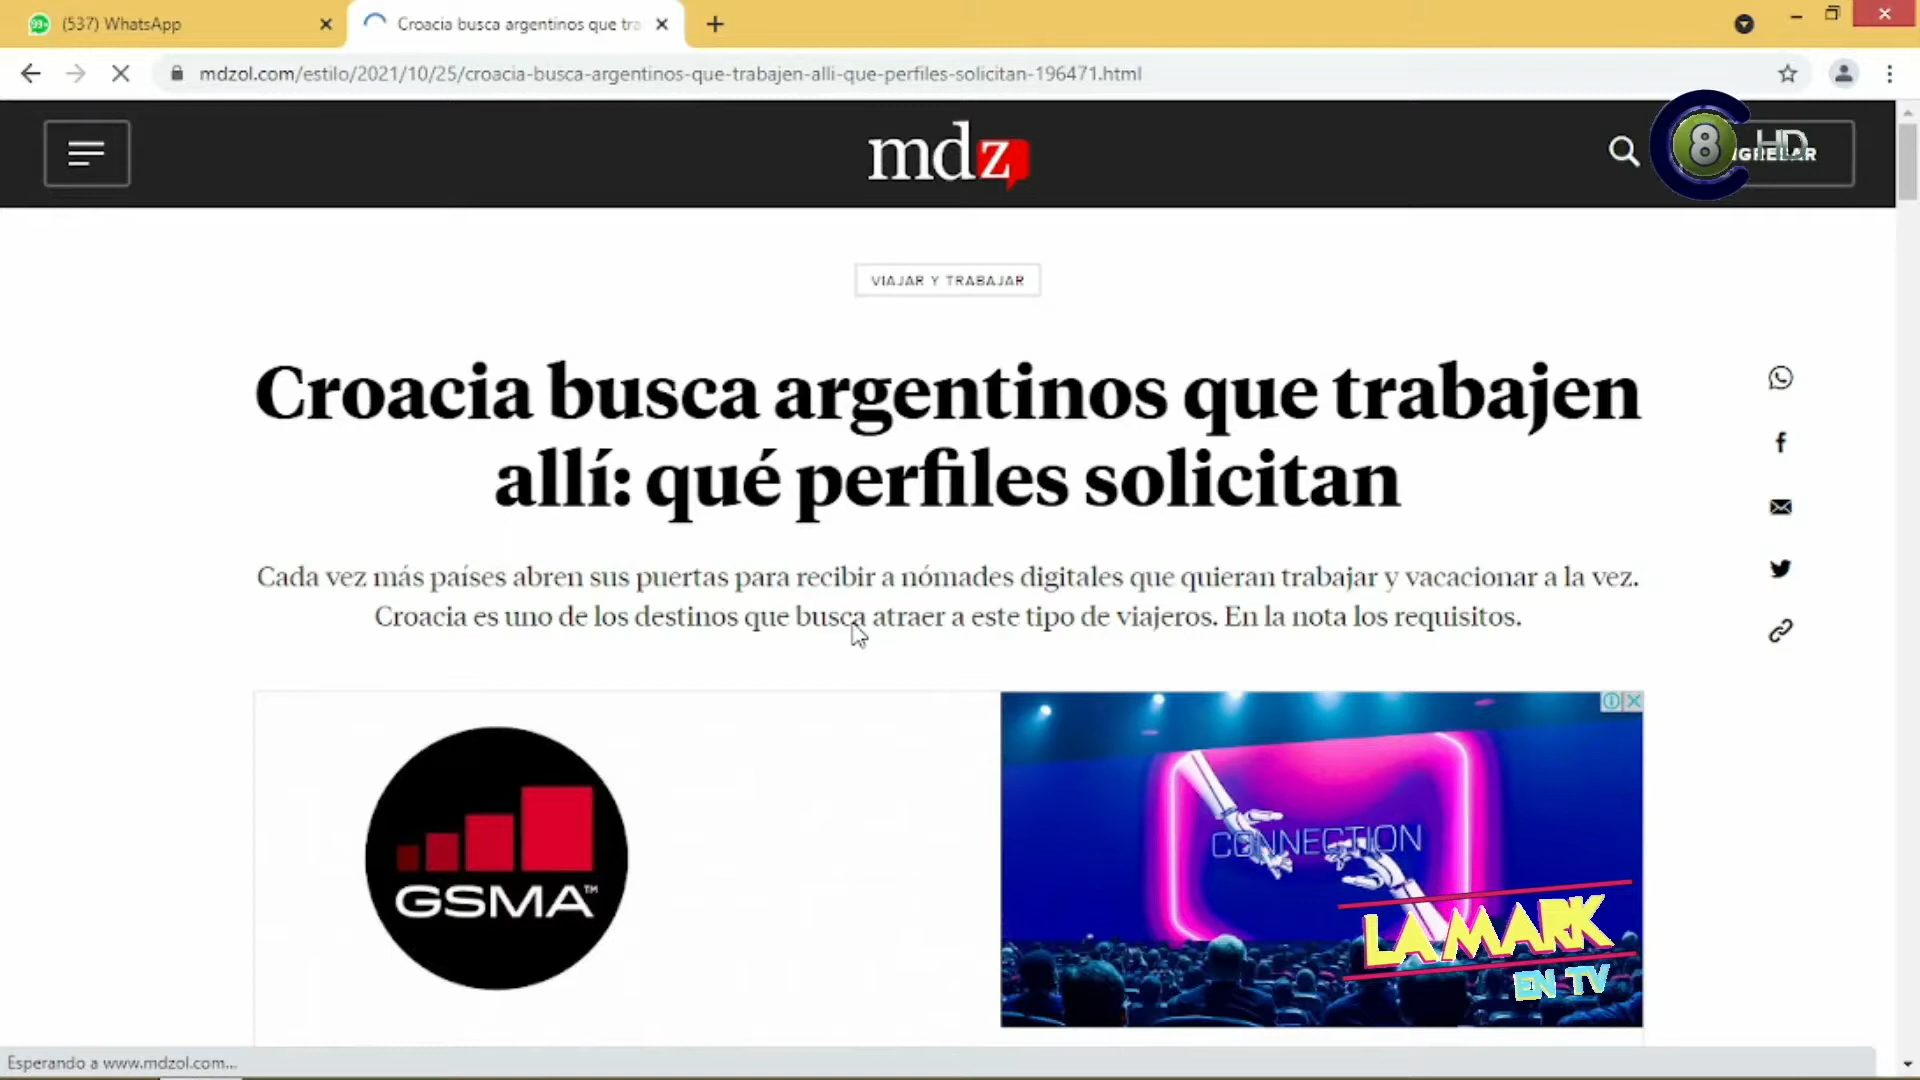 (537) WhatsApp
Croacia busca argentinos que tra
mdzol.com/estilo/2021/10/25/croacia-busca-argentinos-que-trabajen-alli-que-perfiles-solicitan-196471.html
mdz
8
HD
VIAJAR Y TRABAJAR
Croacia busca argentinos que trabajen
allí: qué perfiles solicitan
Cada vez más países abren sus puertas para recibir a nómades digitales que quieran trabajar y vacacionar a la vez.
Croacia es uno de los destinos que busca atraer a este tipo de viajeros. En la nota los requisitos.
GSMA™
CONNECTION
LA MARK
EN TV
Esperando a www.mdzol.com...